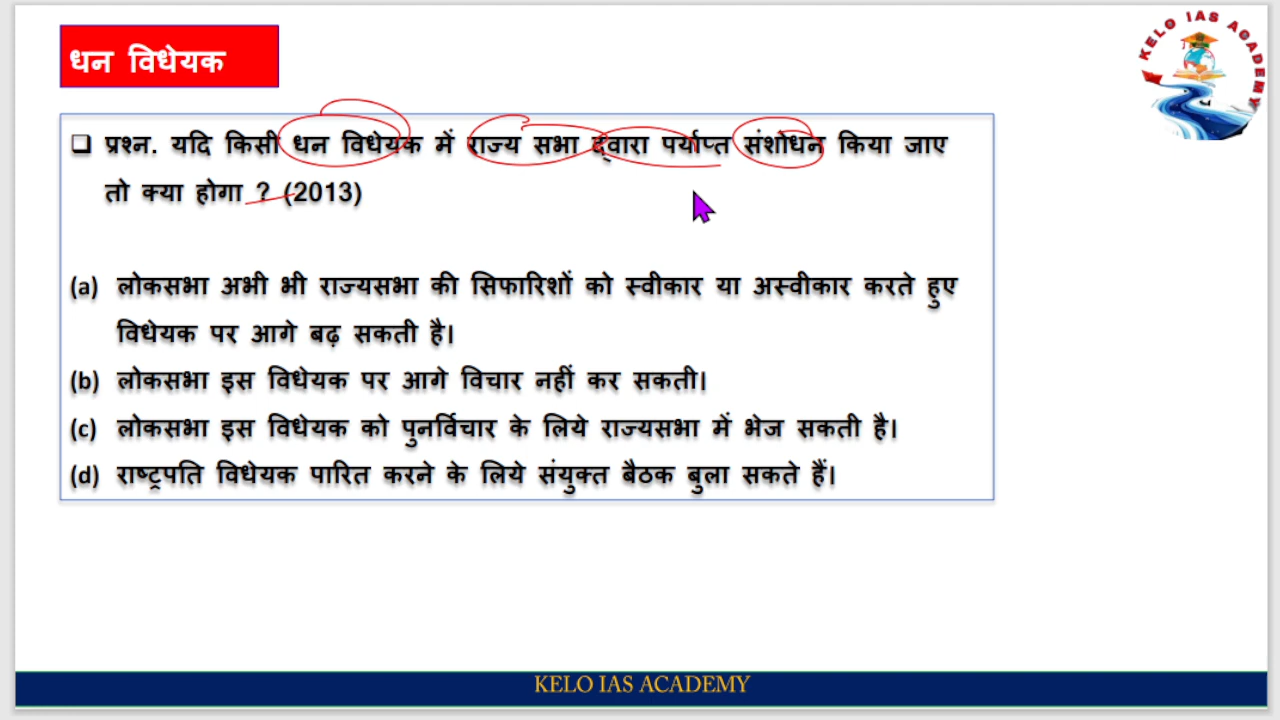 धन विधेयक
KELO IAS ACADEMY
❑ प्रश्न. यदि किसी धन विधेयक में राज्य सभा द्वारा पर्याप्त संशोधन किया जाए
तो क्या होगा ? (2013)
(a) लोकसभा अभी भी राज्यसभा की सिफारिशों को स्वीकार या अस्वीकार करते हुए
विधेयक पर आगे बढ़ सकती है।
(b) लोकसभा इस विधेयक पर आगे विचार नहीं कर सकती।
(c) लोकसभा इस विधेयक को पुनर्विचार के लिये राज्यसभा में भेज सकती है।
(d) राष्ट्रपति विधेयक पारित करने के लिये संयुक्त बैठक बुला सकते हैं।
KELO IAS ACADEMY